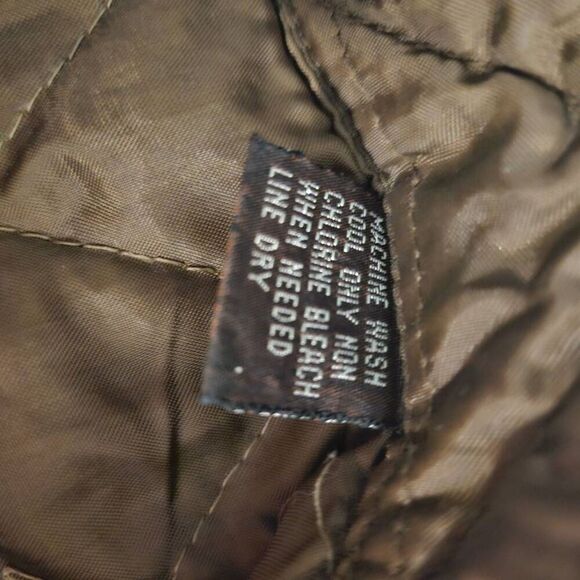 MACHINE WASH
COOL ONLY NON
CHLORINE BLEACH
WHEN NEEDED
LINE DRY